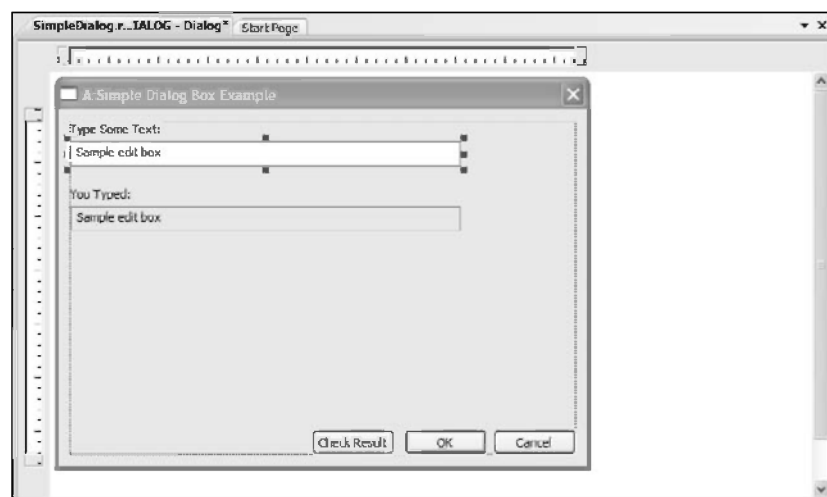 SimpleDialog.r...IALOG - Dialog* Start Page
A Simple Dialog Box Example
Type Some Text:
Sample edit box
You Typed:
Sample edit box
Check Result OK Cancel